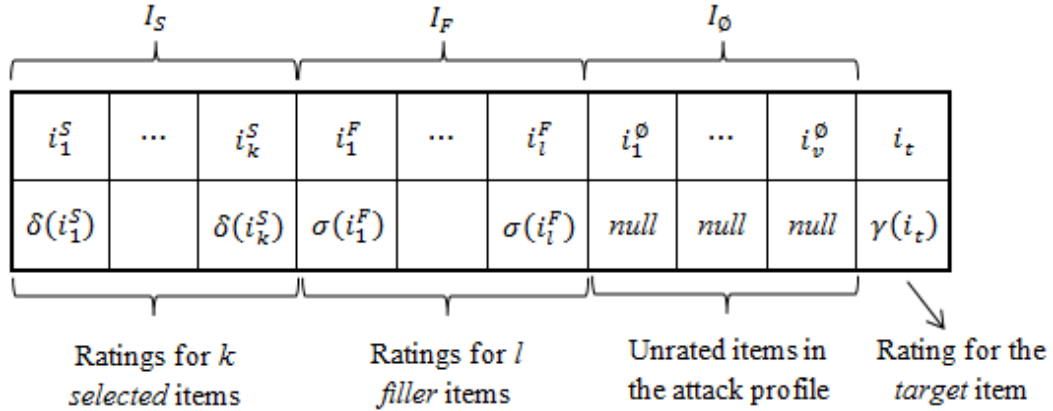 I_S I_F I_∅
i_1^S ... i_k^S i_1^F ... i_l^F i_1^∅ ... i_v^∅ i_t
δ(i_1^S) δ(i_k^S) σ(i_1^F) σ(i_l^F) null null null γ(i_t)
Ratings for k
selected items
Ratings for l
filler items
Unrated items in
the attack profile
Rating for the
target item